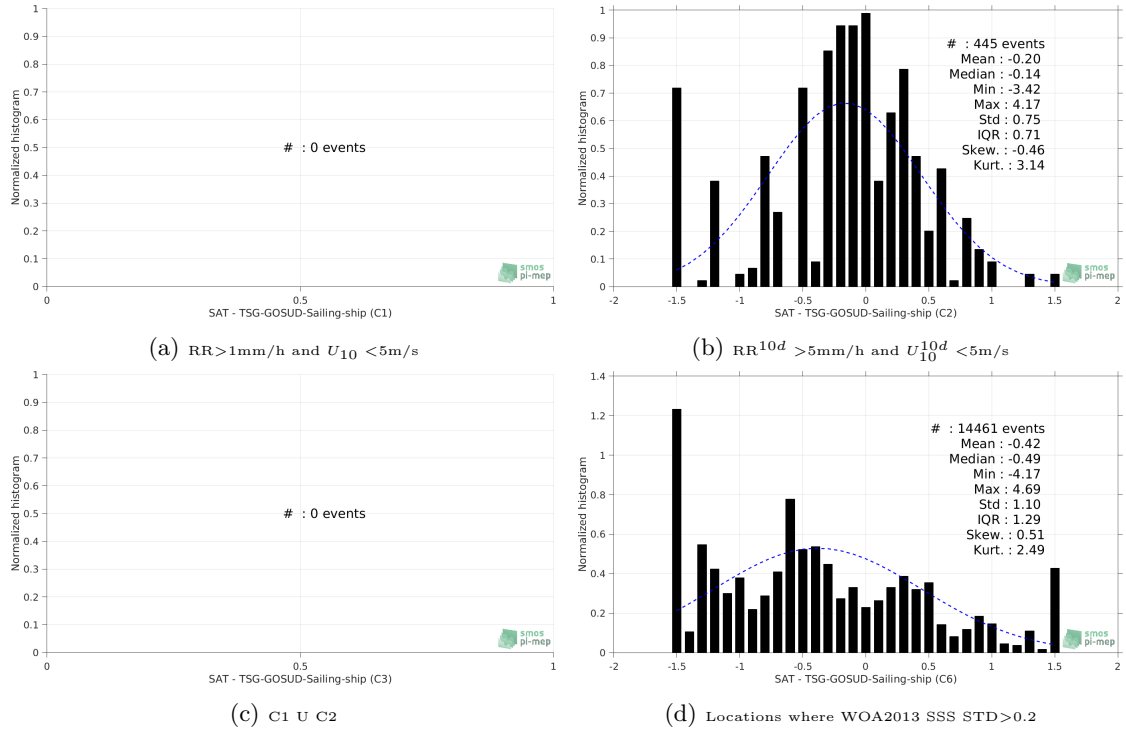 1
0.9
0.8
0.7
0.6
0.5
0.4
0.3
0.2
0.1
0
Normalized histogram
# : 0 events
smos
pi-mep
0 0.5 1
SAT - TSG-GOSUD-Sailing-ship (C1)
(a) RR>1mm/h and U10 <5m/s
1
0.9
0.8
0.7
0.6
0.5
0.4
0.3
0.2
0.1
0
Normalized histogram
# : 445 events
Mean : -0.20
Median : -0.14
Min : -3.42
Max : 4.17
Std : 0.75
IQR : 0.71
Skew. : -0.46
Kurt. : 3.14
smos
pi-mep
-2 -1.5 -1 -0.5 0 0.5 1 1.5 2
SAT - TSG-GOSUD-Sailing-ship (C2)
(b) RR10d >5mm/h and U10d10 <5m/s
1
0.9
0.8
0.7
0.6
0.5
0.4
0.3
0.2
0.1
0
Normalized histogram
# : 0 events
smos
pi-mep
0 0.5 1
SAT - TSG-GOSUD-Sailing-ship (C3)
(c) C1 U C2
1.4
1.2
1
0.8
0.6
0.4
0.2
0
Normalized histogram
# : 14461 events
Mean : -0.42
Median : -0.49
Min : -4.17
Max : 4.69
Std : 1.10
IQR : 1.29
Skew. : 0.51
Kurt. : 2.49
smos
pi-mep
-2 -1.5 -1 -0.5 0 0.5 1 1.5 2
SAT - TSG-GOSUD-Sailing-ship (C6)
(d) Locations where WOA2013 SSS STD>0.2